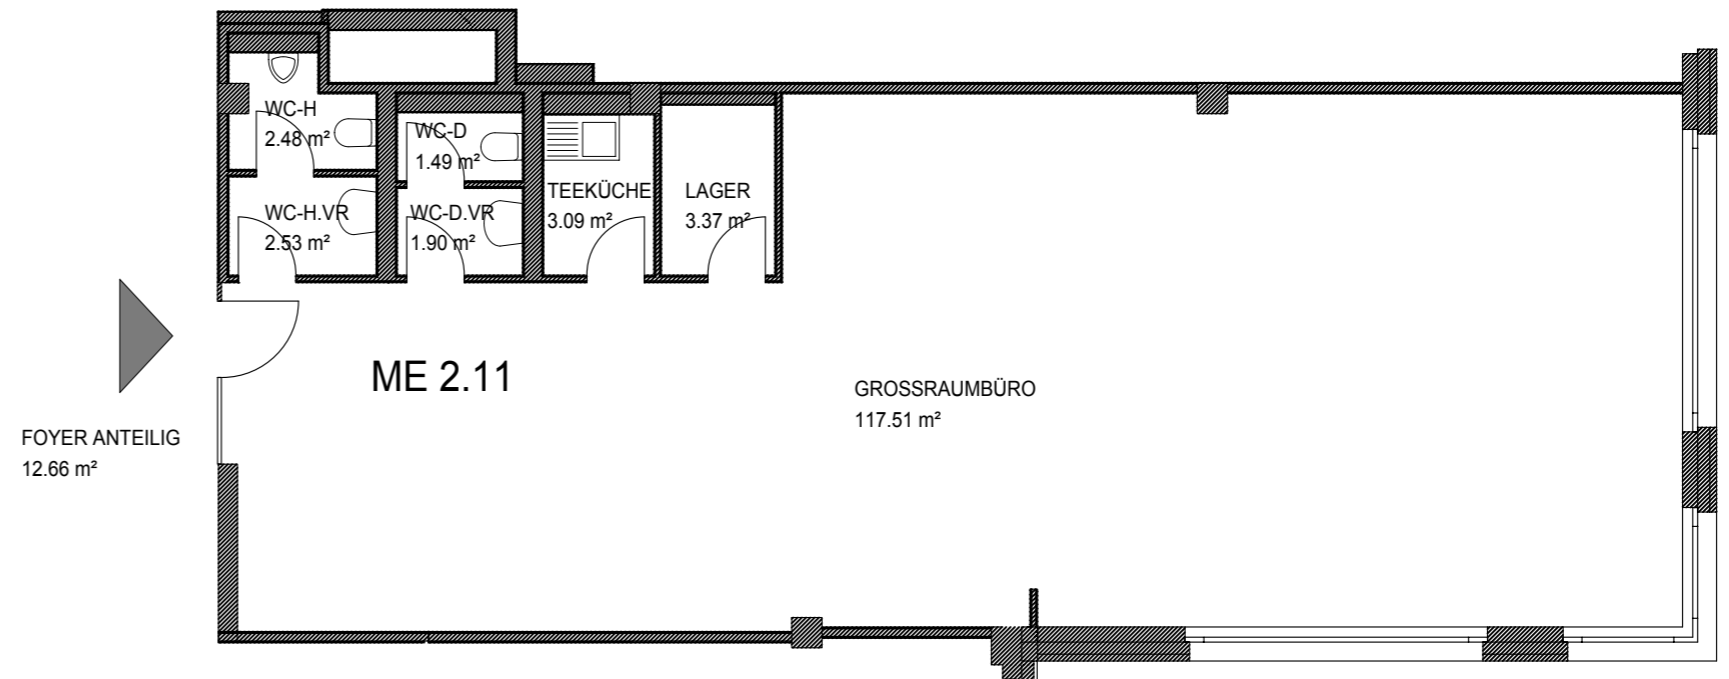 WC-H
2.48 m²
WC-D
1.49 m²
TEEKÜCHE
3.09 m²
LAGER
3.37 m²
WC-H.VR
2.53 m²
WC-D.VR
1.90 m²
ME 2.11
GROSSRAUMBÜRO
117.51 m²
FOYER ANTEILIG
12.66 m²